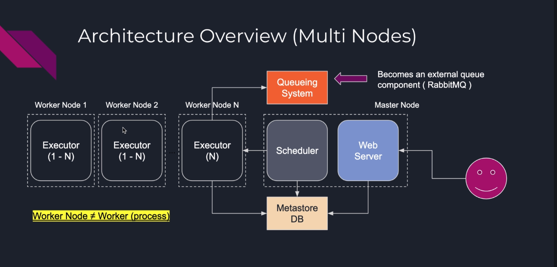 Architecture Overview (Multi Nodes)
Queueing
System
Becomes an external queue
component ( RabbitMQ )
Worker Node 1
Worker Node 2
Worker Node N
Master Node
Executor
(1 - N)
Executor
(1 - N)
Executor
(N)
Scheduler
Web
Server
Metastore
DB
Worker Node ≠ Worker (process)